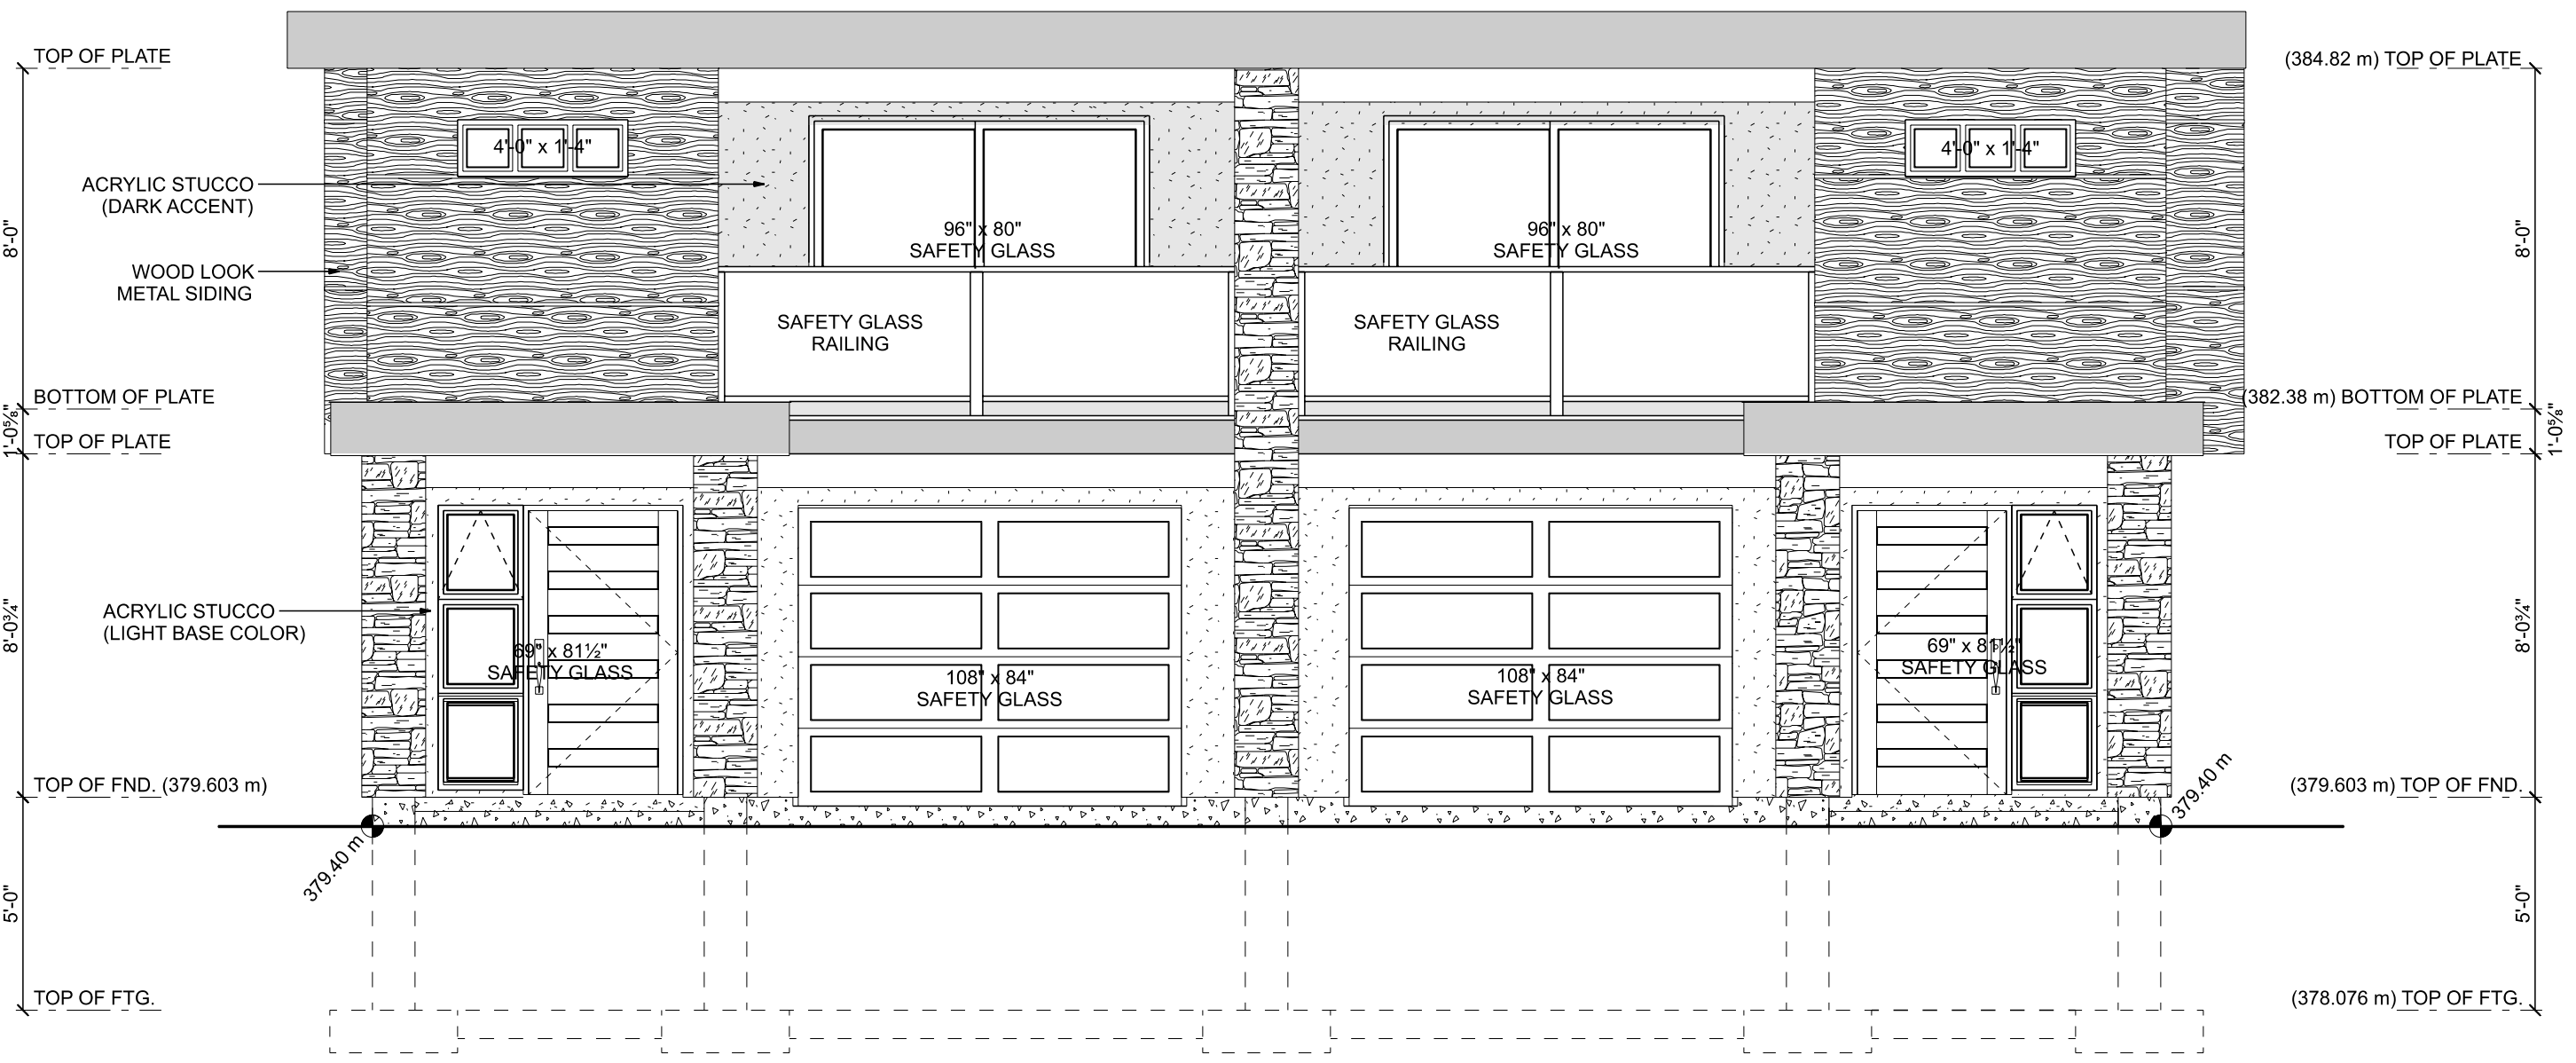 TOP OF PLATE
(384.82 m) TOP OF PLATE
4'-0" x 1'-4"
4'-0" x 1'-4"
ACRYLIC STUCCO
(DARK ACCENT)
8'-0"
96" x 80"
SAFETY GLASS
96" x 80"
SAFETY GLASS
8'-0"
WOOD LOOK
METAL SIDING
SAFETY GLASS
RAILING
SAFETY GLASS
RAILING
BOTTOM OF PLATE
(382.38 m) BOTTOM OF PLATE
1'-0⅝"
1'-0⅝"
TOP OF PLATE
TOP OF PLATE
ACRYLIC STUCCO
(LIGHT BASE COLOR)
8'-0¾"
69" x 81½"
SAFETY GLASS
108" x 84"
SAFETY GLASS
108" x 84"
SAFETY GLASS
69" x 81½"
SAFETY GLASS
8'-0¾"
TOP OF FND. (379.603 m)
(379.603 m) TOP OF FND.
379.40 m
379.40 m
5'-0"
5'-0"
TOP OF FTG.
(378.076 m) TOP OF FTG.